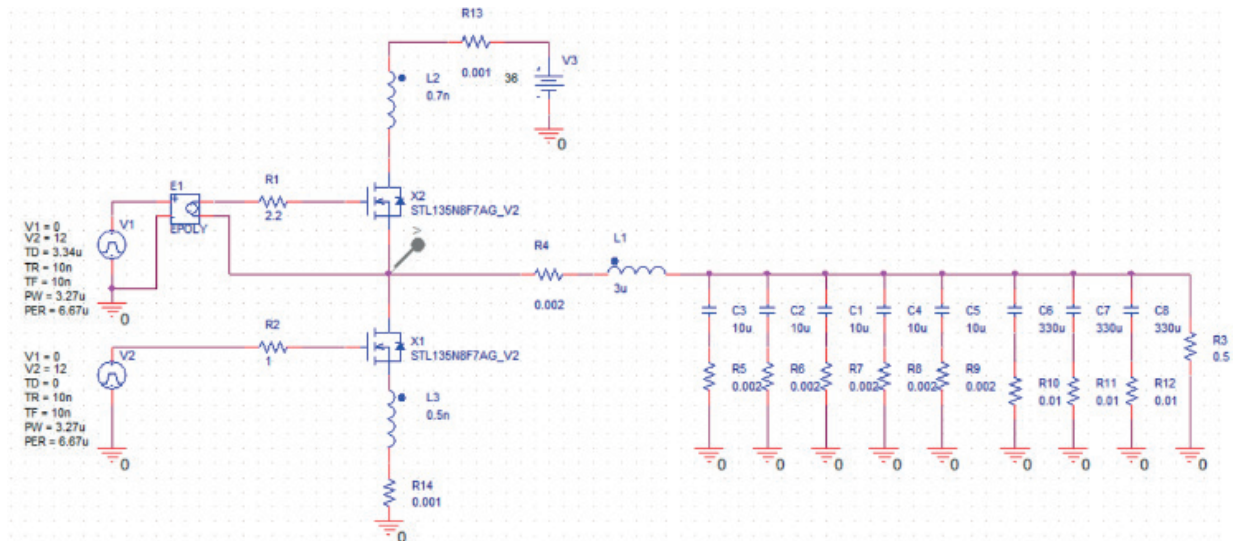 R13
0.001
V3
36
+
-
0
L2
0.7n
E1
+
-
EPOLY
R1
2.2
X2
STL135N8F7AG_V2
V
V1
V1 = 0
V2 = 12
TD = 3.34u
TR = 10n
TF = 10n
PW = 3.27u
PER = 6.67u
0
R4
0.002
L1
3u
C3
10u
C2
10u
C1
10u
C4
10u
C5
10u
C6
330u
C7
330u
C8
330u
R3
0.5
R2
1
X1
STL135N8F7AG_V2
V2
V1 = 0
V2 = 12
TD = 0
TR = 10n
TF = 10n
PW = 3.27u
PER = 6.67u
0
L3
0.5n
R14
0.001
0
R5
0.002
R6
0.002
R7
0.002
R8
0.002
R9
0.002
R10
0.01
R11
0.01
R12
0.01
0
0
0
0
0
0
0
0
0